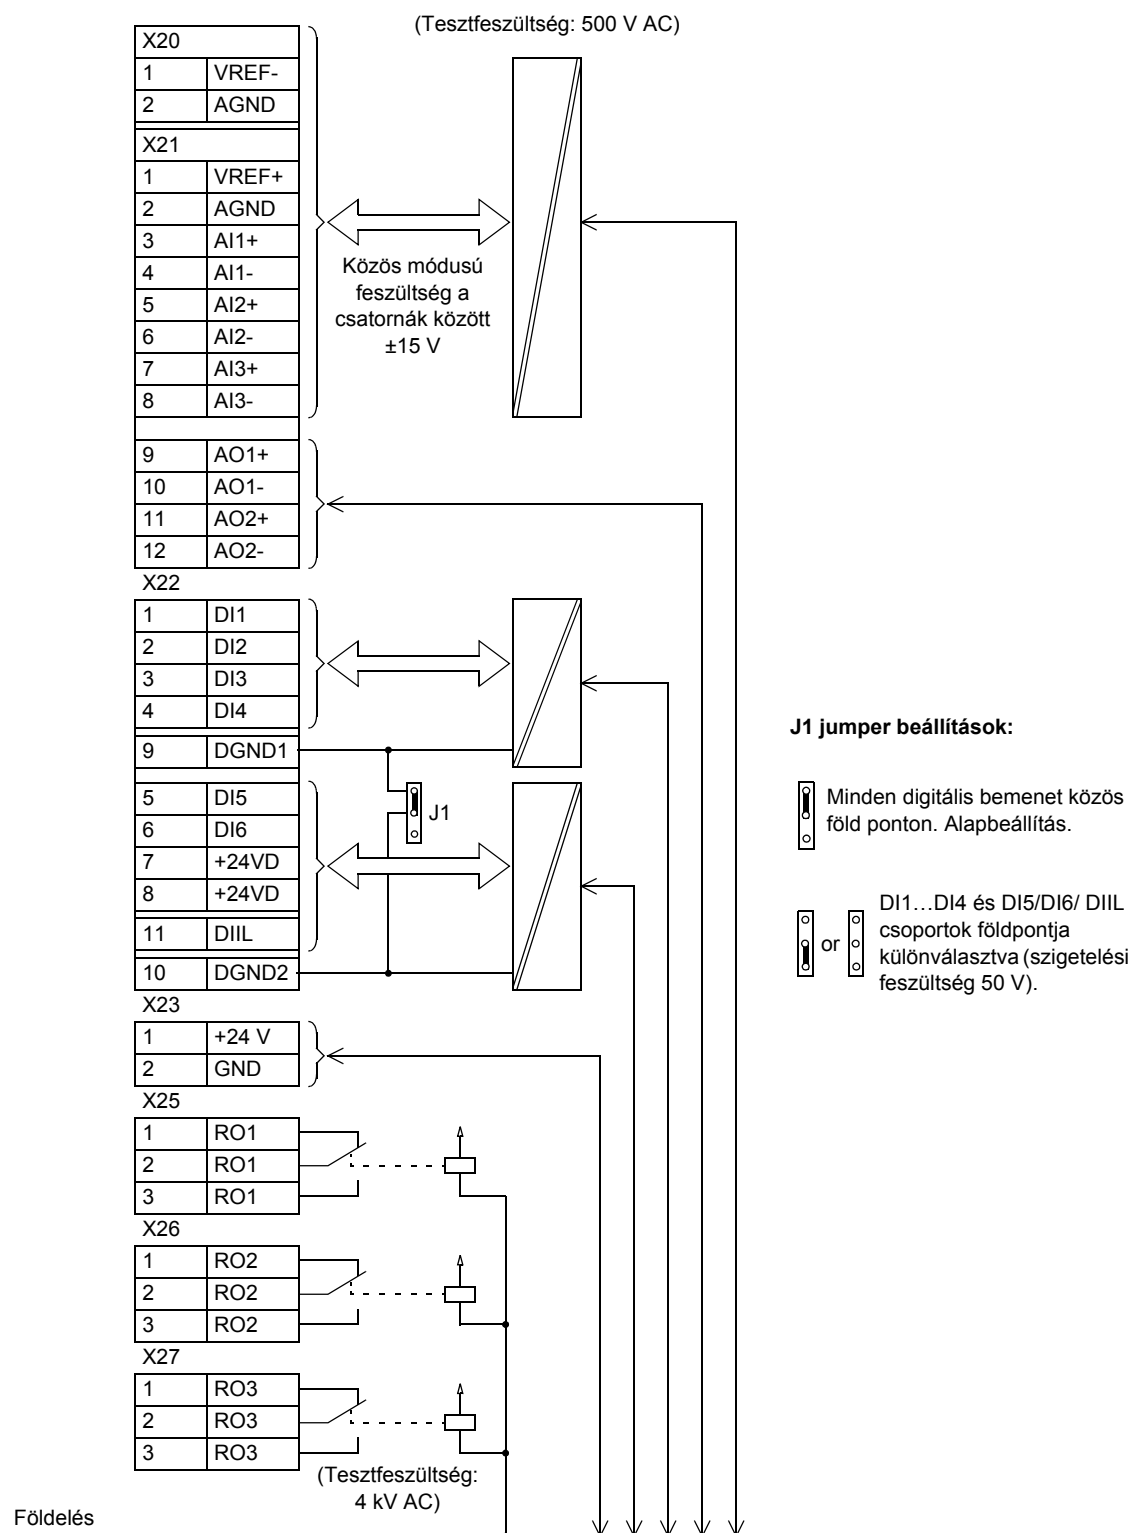 (Tesztfeszültség: 500 V AC)
X20
1 VREF-
2 AGND
X21
1 VREF+
2 AGND
3 AI1+
4 AI1-
5 AI2+
6 AI2-
7 AI3+
8 AI3-
Közös módusú
feszültség a
csatornák között
±15 V
9 AO1+
10 AO1-
11 AO2+
12 AO2-
X22
1 DI1
2 DI2
3 DI3
4 DI4
9 DGND1
5 DI5
6 DI6
7 +24VD
8 +24VD
11 DIIL
10 DGND2
J1
J1 jumper beállítások:
Minden digitális bemenet közös
föld ponton. Alapbeállítás.
or
DI1…DI4 és DI5/DI6/ DIIL
csoportok földpontja
különválasztva (szigetelési
feszültség 50 V).
X23
1 +24 V
2 GND
X25
1 RO1
2 RO1
3 RO1
X26
1 RO2
2 RO2
3 RO2
X27
1 RO3
2 RO3
3 RO3
(Tesztfeszültség:
4 kV AC)
Földelés